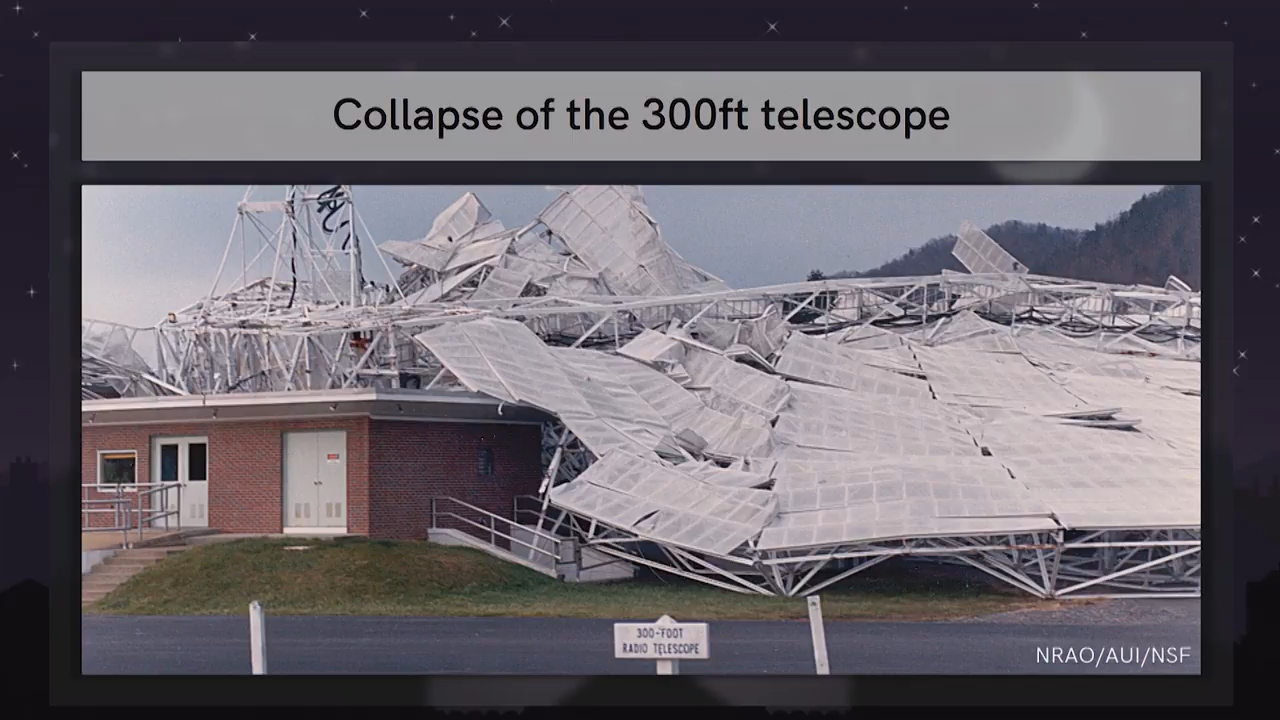 Collapse of the 300ft telescope
300-FOOT
RADIO TELESCOPE
NRAO/AUI/NSF